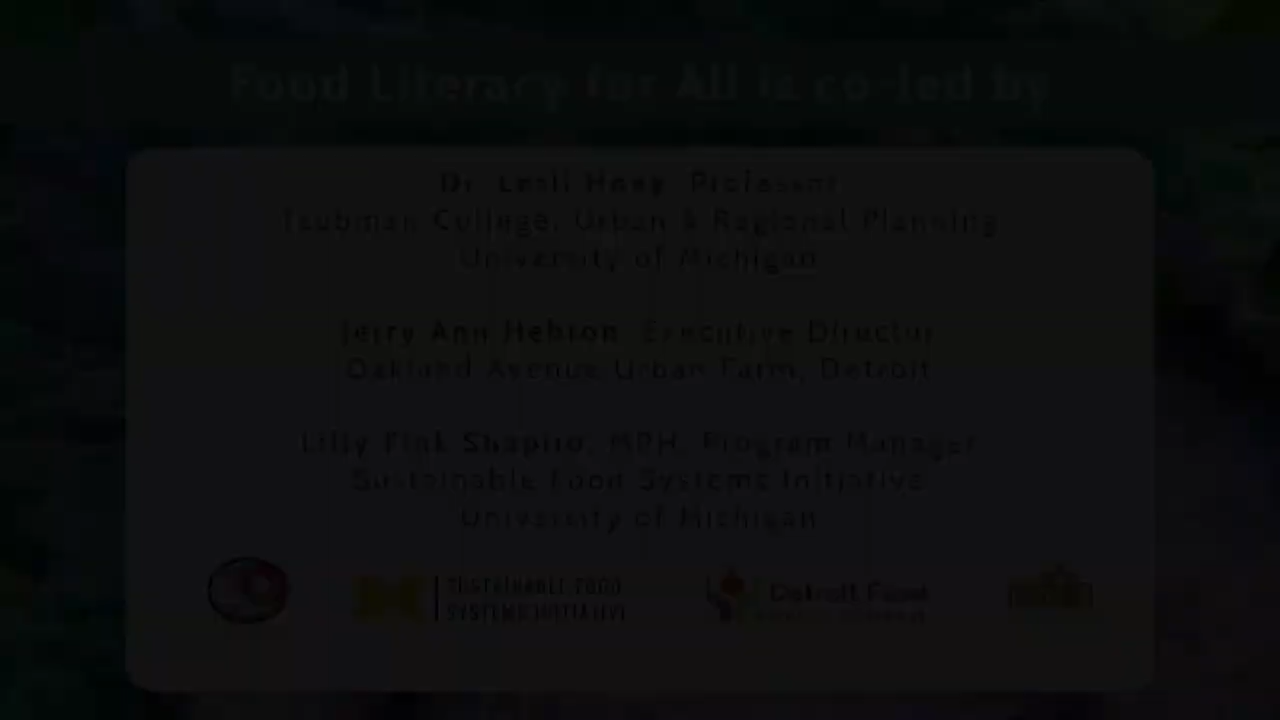 Food Literacy for All is co-led by
Dr. Lesli Hoey, Professor
Taubman College, Urban & Regional Planning
University of Michigan
Jerry Ann Hebron, Executive Director
Oakland Avenue Urban Farm, Detroit
Lilly Fink Shapiro, MPH, Program Manager
Sustainable Food Systems Initiative
University of Michigan
SUSTAINABLE FOOD
SYSTEMS INITIATIVE
Detroit Food